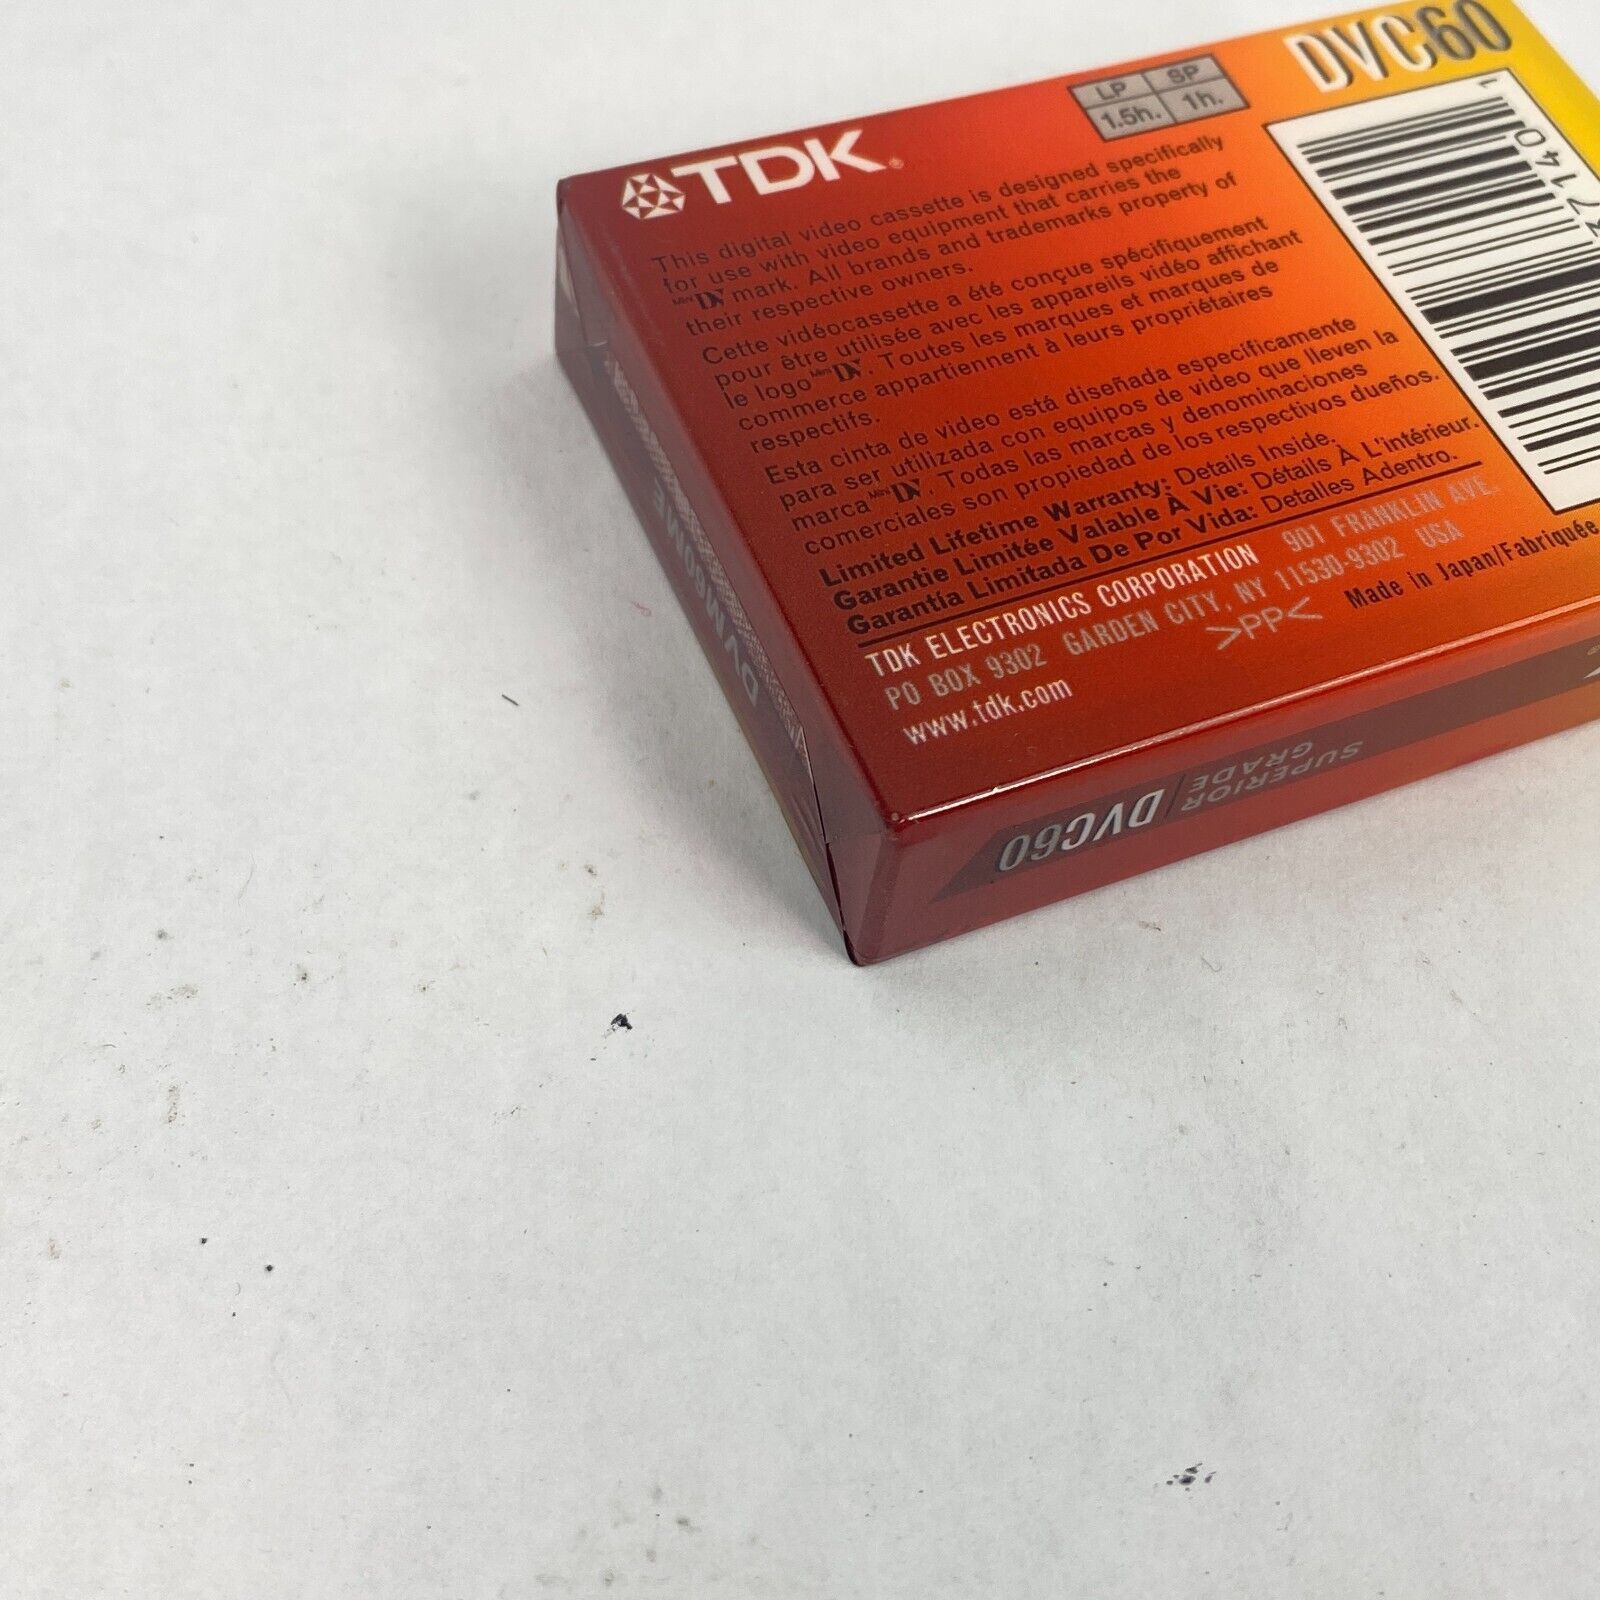 DVC60
LP SP
1.5h. 1h.
TDK®
This digital video cassette is designed specifically
for use with video equipment that carries the
Mini DV mark. All brands and trademarks property of
their respective owners.
Cette vidéocassette a été conçue spécifiquement
pour être utilisée avec les appareils vidéo affichant
le logo Mini DV. Toutes les marques et marques de
commerce appartiennent à leurs propriétaires
respectifs.
Esta cinta de video está diseñada específicamente
para ser utilizada con equipos de video que lleven la
marca Mini DV. Todas las marcas y denominaciones
comerciales son propiedad de los respectivos dueños.
Limited Lifetime Warranty: Details Inside.
Garantie Limitée Valable À Vie: Détails À L'intérieur.
Garantía Limitada De Por Vida: Detalles Adentro.
TDK ELECTRONICS CORPORATION 901 FRANKLIN AVE.
PO BOX 9302 GARDEN CITY, NY 11530-9302 USA
www.tdk.com
>PP<
Made in Japan/Fabriquée
DVC60 SUPERIOR
GRADE
DVM60ME